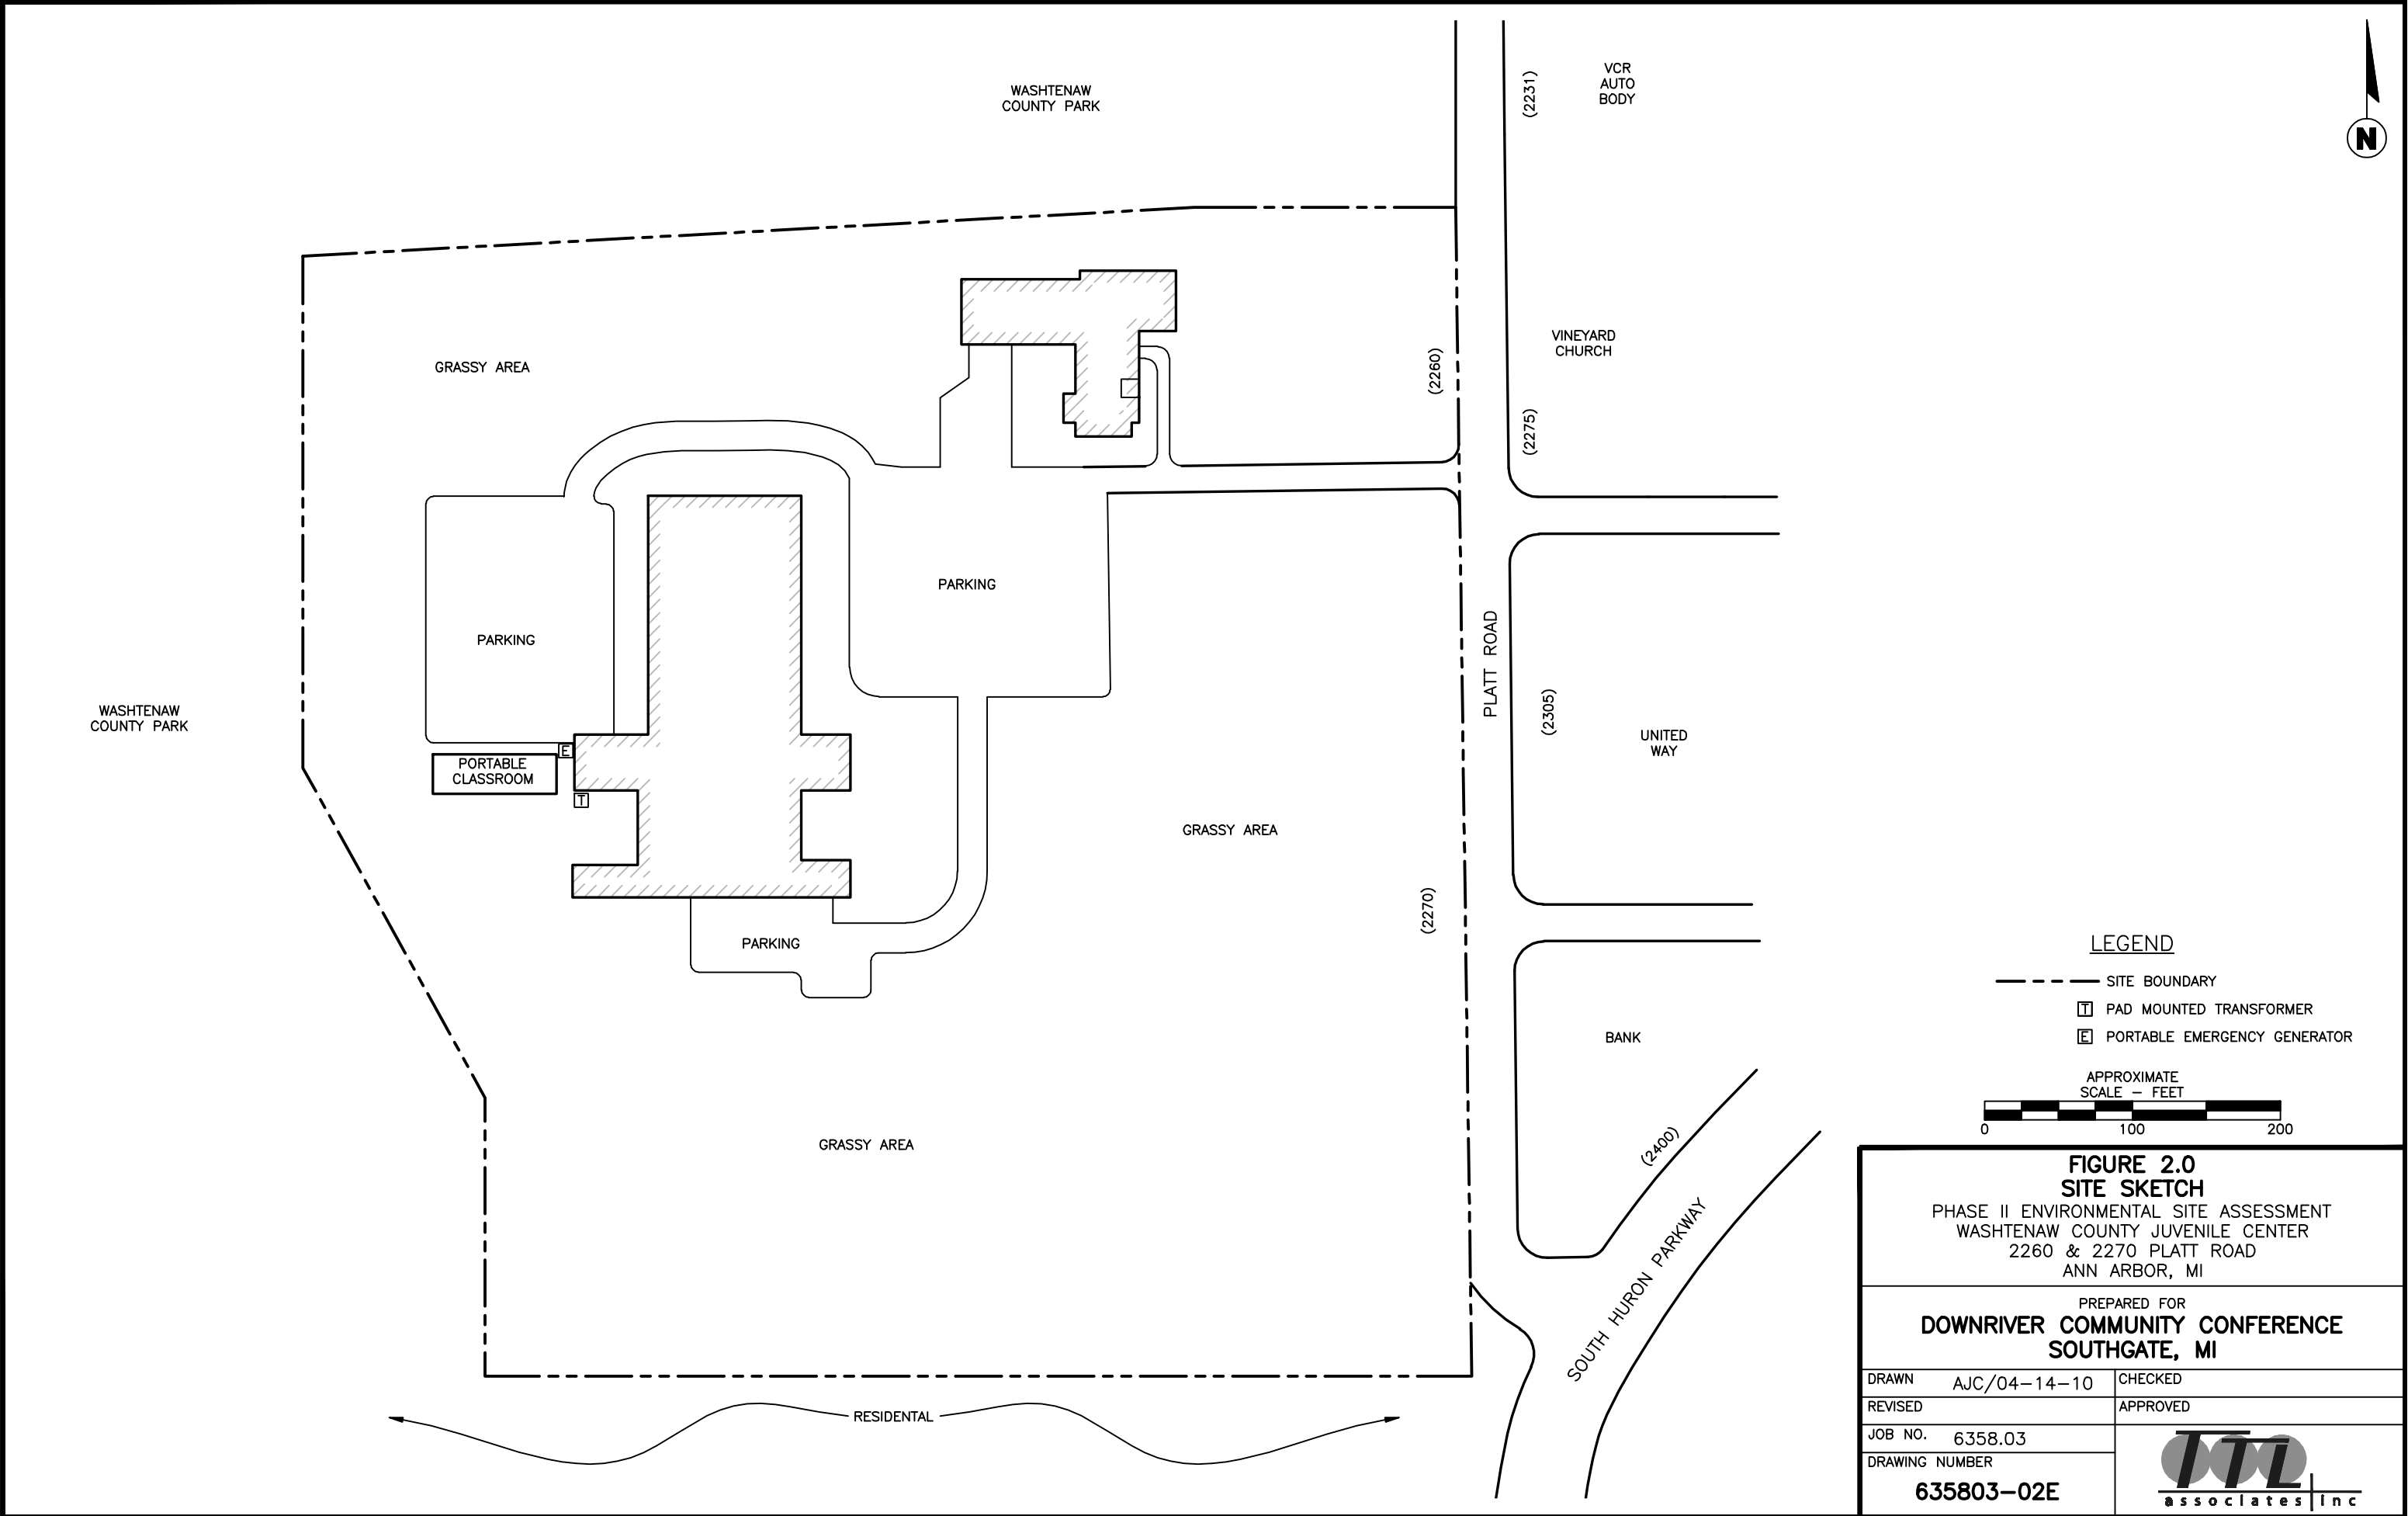 WASHTENAW
COUNTY PARK
(2231)
VCR
AUTO
BODY
N
GRASSY AREA
(2260)
VINEYARD
CHURCH
(2275)
PARKING
PARKING
WASHTENAW
COUNTY PARK
E
PORTABLE
CLASSROOM
T
PLATT ROAD
(2305)
UNITED
WAY
GRASSY AREA
(2270)
PARKING
BANK
GRASSY AREA
(2400)
SOUTH HURON PARKWAY
RESIDENTAL
LEGEND
SITE BOUNDARY
T PAD MOUNTED TRANSFORMER
E PORTABLE EMERGENCY GENERATOR
APPROXIMATE
SCALE - FEET
0 100 200
FIGURE 2.0
SITE SKETCH
PHASE II ENVIRONMENTAL SITE ASSESSMENT
WASHTENAW COUNTY JUVENILE CENTER
2260 & 2270 PLATT ROAD
ANN ARBOR, MI
PREPARED FOR
DOWNRIVER COMMUNITY CONFERENCE
SOUTHGATE, MI
DRAWN AJC/04-14-10 CHECKED
REVISED APPROVED
JOB NO. 6358.03
DRAWING NUMBER
635803-02E
TTL
associates inc